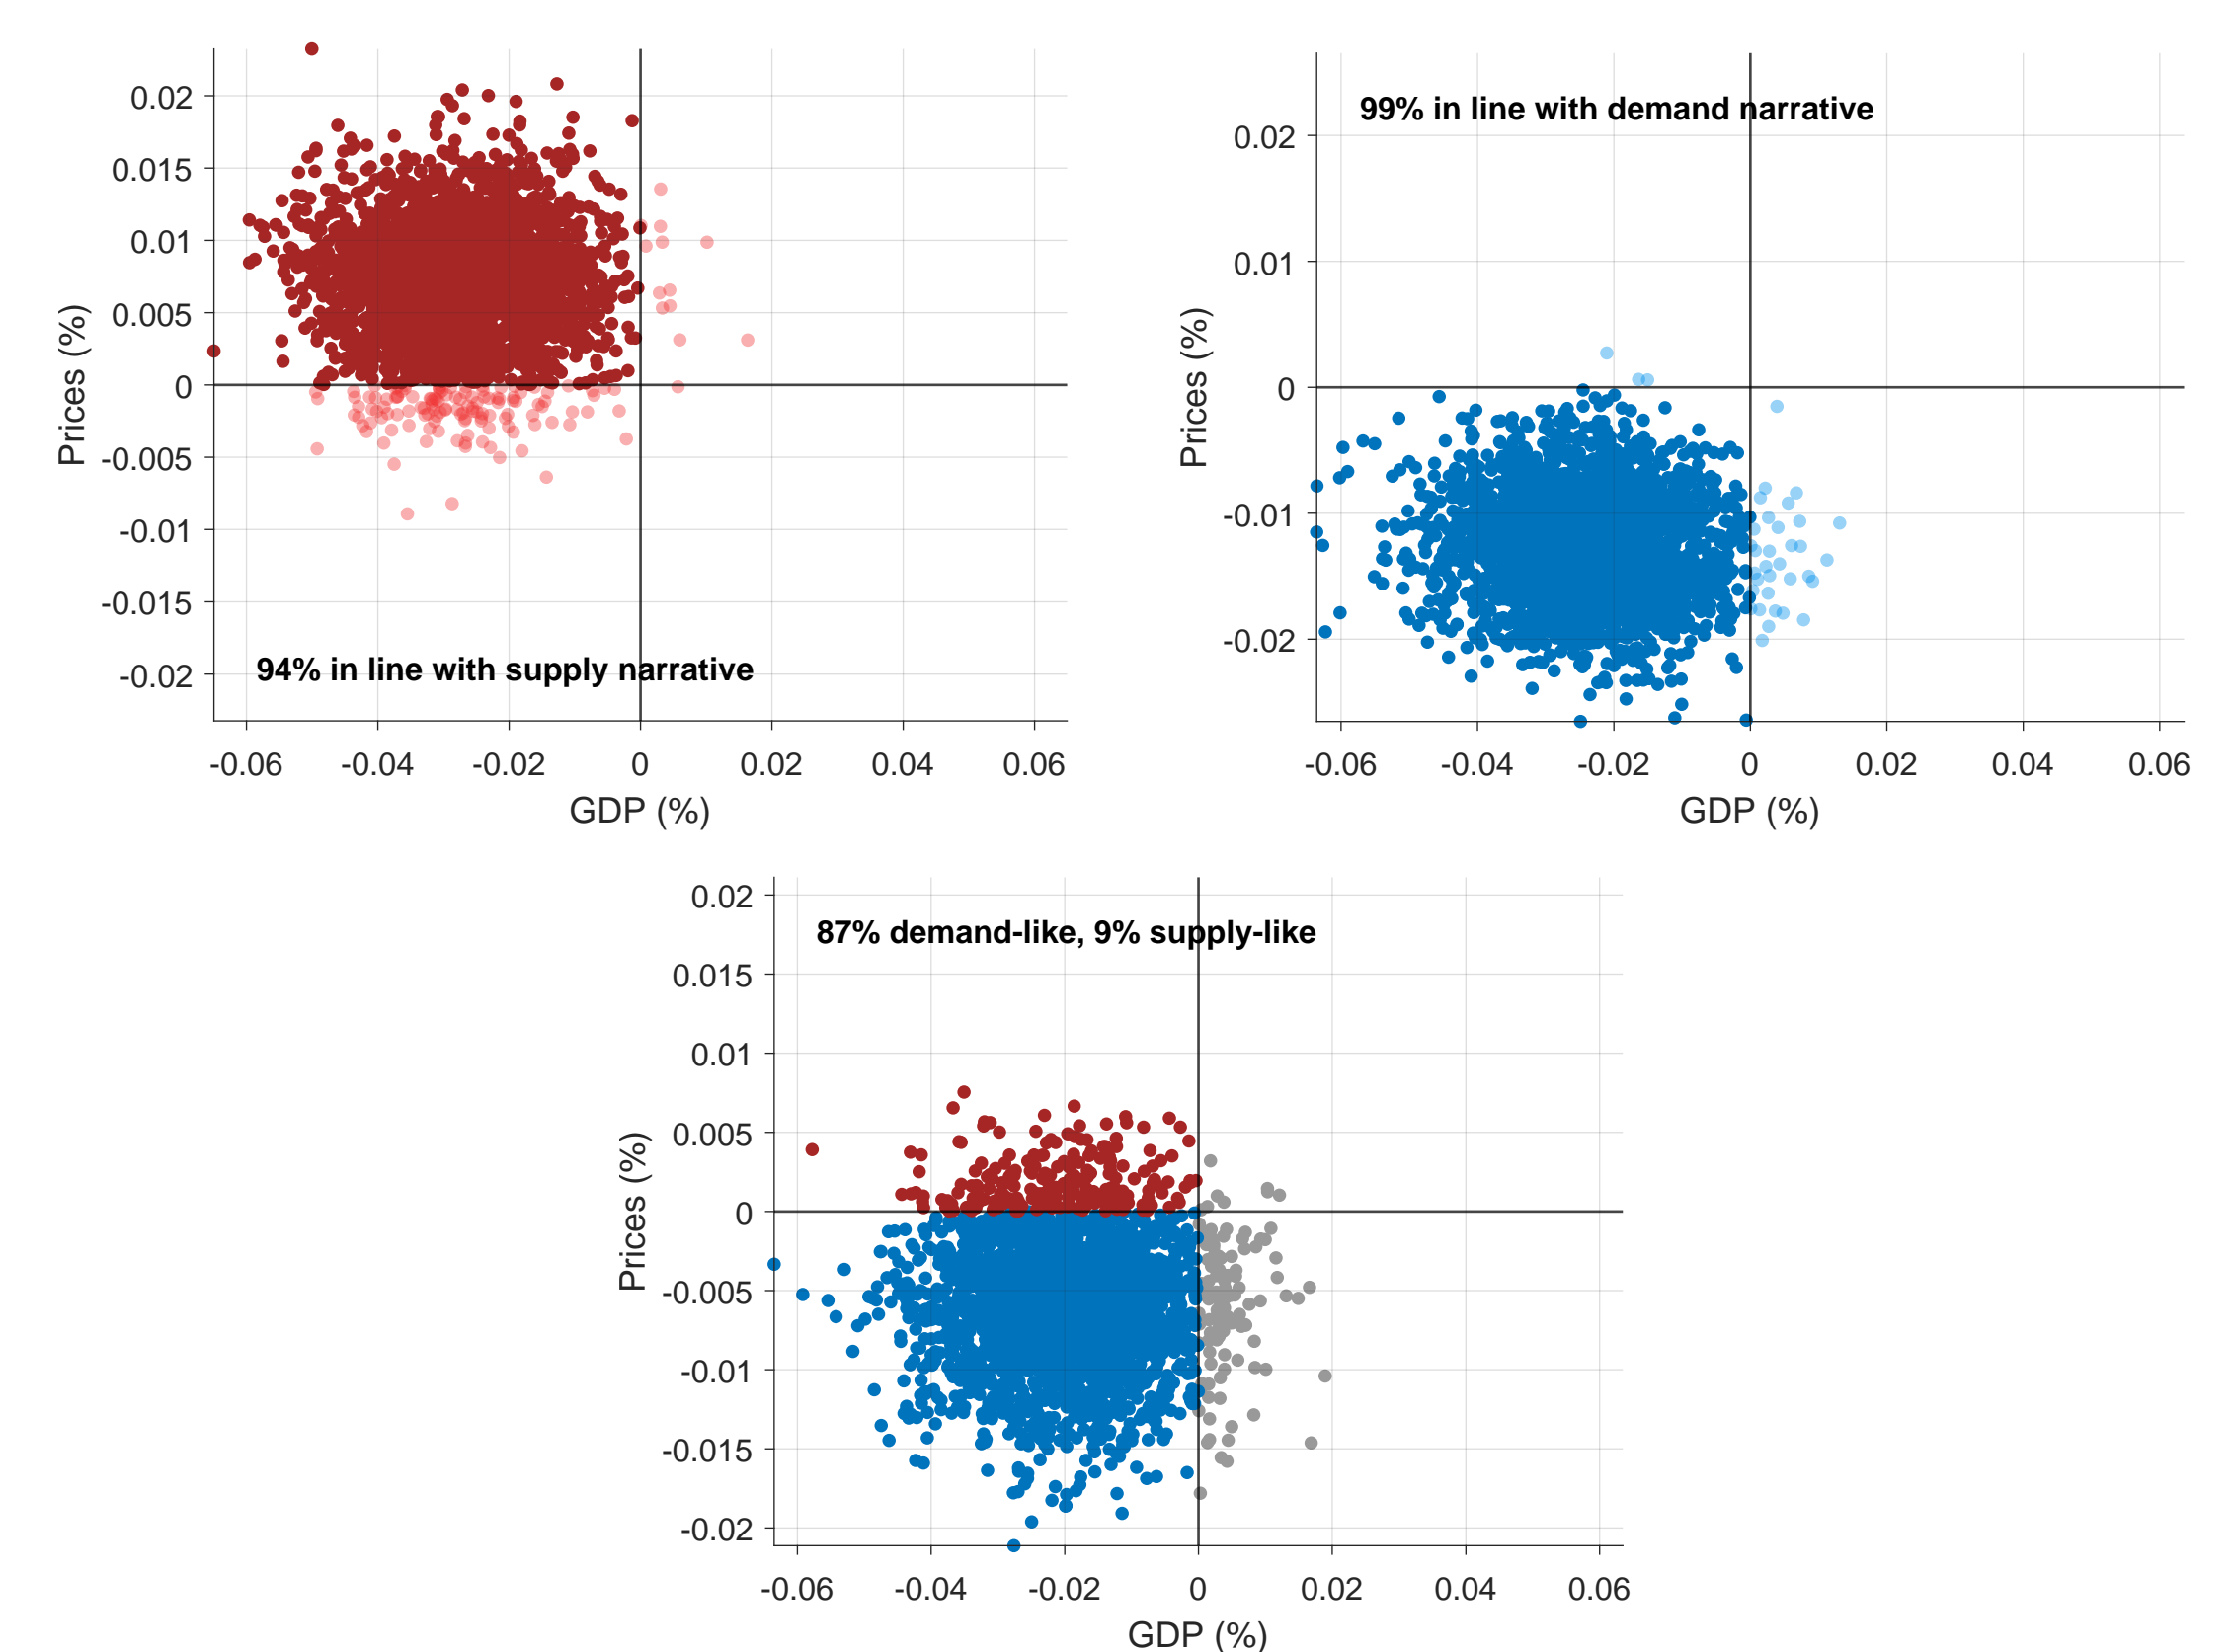 0.02
0.015
0.01
0.005
0
-0.005
-0.01
-0.015
-0.02
Prices (%)
94% in line with supply narrative
-0.06 -0.04 -0.02 0 0.02 0.04 0.06
GDP (%)
99% in line with demand narrative
0.02
0.01
0
-0.01
-0.02
Prices (%)
-0.06 -0.04 -0.02 0 0.02 0.04 0.06
GDP (%)
0.02
87% demand-like, 9% supply-like
0.015
0.01
0.005
0
-0.005
-0.01
-0.015
-0.02
Prices (%)
-0.06 -0.04 -0.02 0 0.02 0.04 0.06
GDP (%)